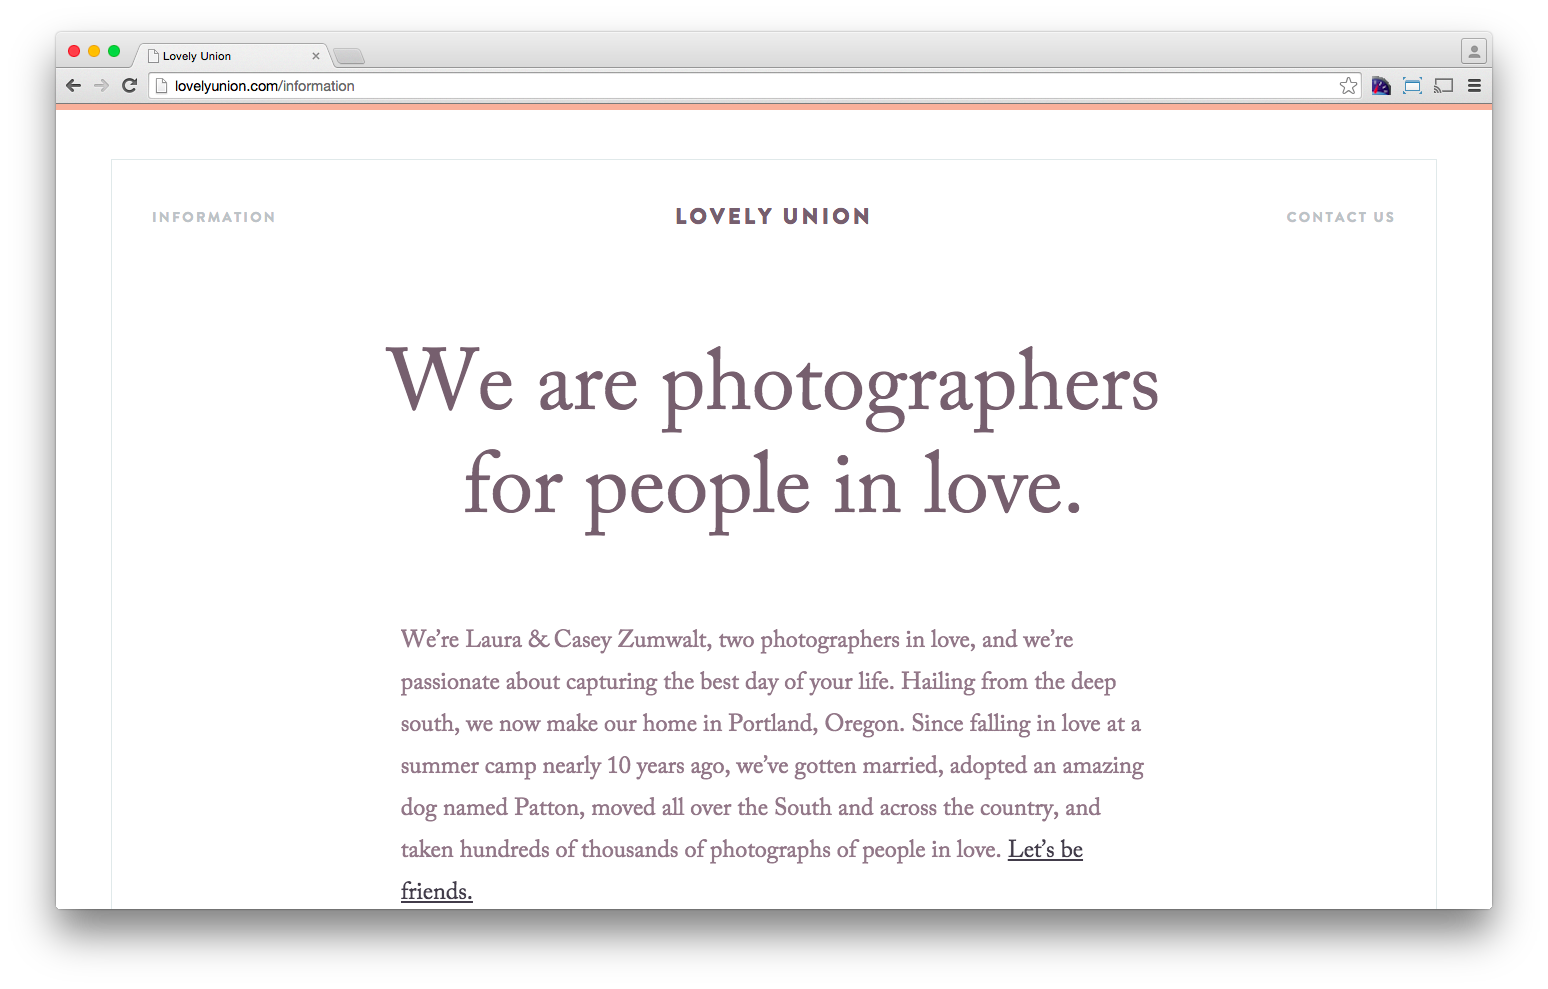 Lovely Union
lovelyunion.com/information
INFORMATION
LOVELY UNION
CONTACT US
We are photographers
for people in love.
We’re Laura & Casey Zumwalt, two photographers in love, and we’re
passionate about capturing the best day of your life. Hailing from the deep
south, we now make our home in Portland, Oregon. Since falling in love at a
summer camp nearly 10 years ago, we’ve gotten married, adopted an amazing
dog named Patton, moved all over the South and across the country, and
taken hundreds of thousands of photographs of people in love. Let’s be
friends.